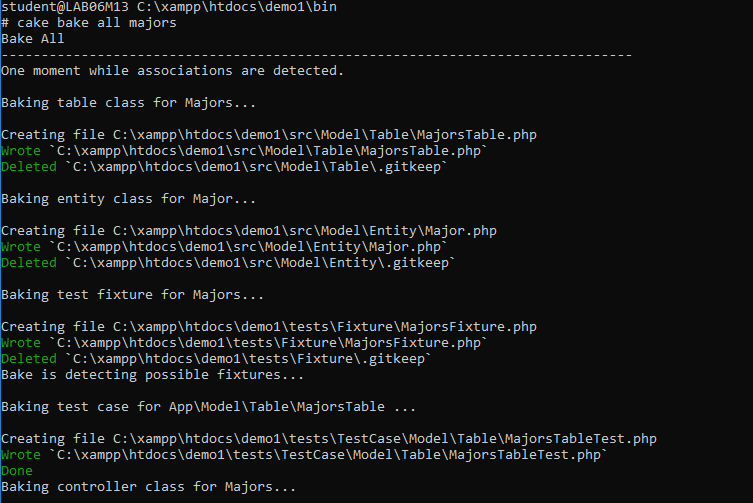 student@LAB06M13 C:\xampp\htdocs\demo1\bin
# cake bake all majors
Bake All
-------------------------------------------------------------------------------
One moment while associations are detected.
Baking table class for Majors...
Creating file C:\xampp\htdocs\demo1\src\Model\Table\MajorsTable.php
Wrote `C:\xampp\htdocs\demo1\src\Model\Table\MajorsTable.php`
Deleted `C:\xampp\htdocs\demo1\src\Model\Table\.gitkeep`
Baking entity class for Major...
Creating file C:\xampp\htdocs\demo1\src\Model\Entity\Major.php
Wrote `C:\xampp\htdocs\demo1\src\Model\Entity\Major.php`
Deleted `C:\xampp\htdocs\demo1\src\Model\Entity\.gitkeep`
Baking test fixture for Majors...
Creating file C:\xampp\htdocs\demo1\tests\Fixture\MajorsFixture.php
Wrote `C:\xampp\htdocs\demo1\tests\Fixture\MajorsFixture.php`
Deleted `C:\xampp\htdocs\demo1\tests\Fixture\.gitkeep`
Bake is detecting possible fixtures...
Baking test case for App\Model\Table\MajorsTable ...
Creating file C:\xampp\htdocs\demo1\tests\TestCase\Model\Table\MajorsTableTest.php
Wrote `C:\xampp\htdocs\demo1\tests\TestCase\Model\Table\MajorsTableTest.php`
Done
Baking controller class for Majors...